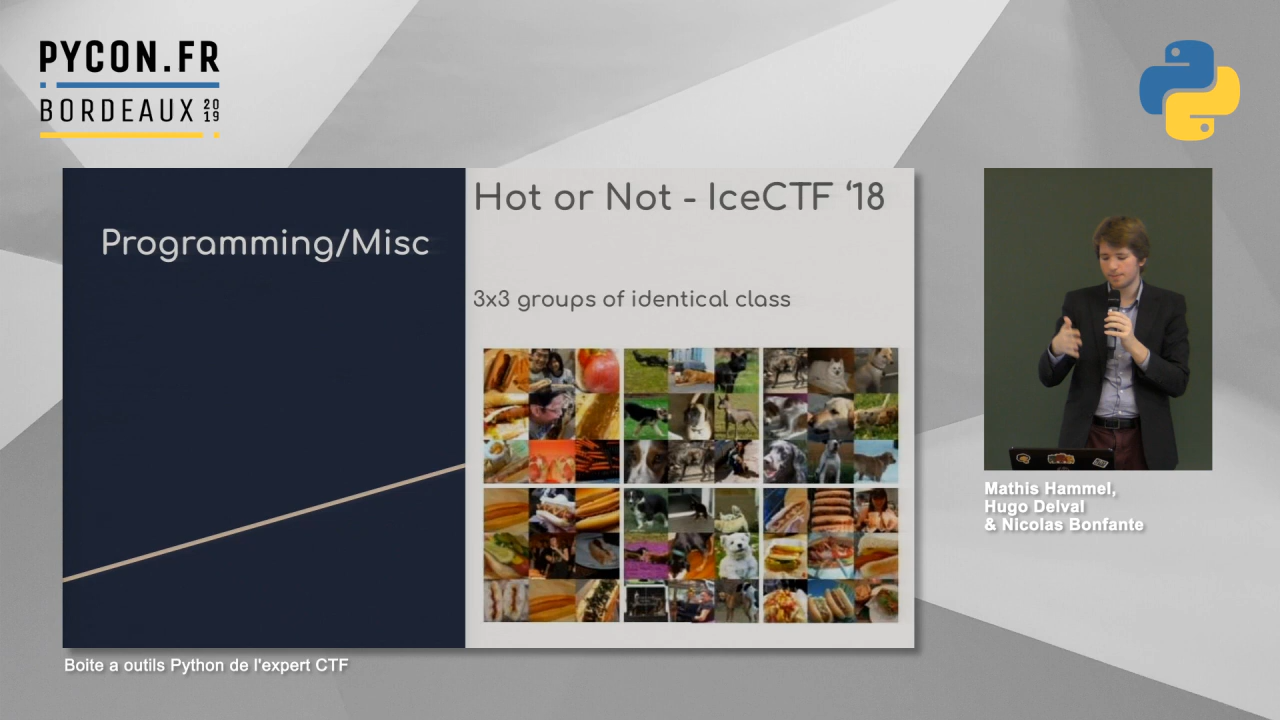 PYCON.FR
BORDEAUX 2019
Programming/Misc
Hot or Not - IceCTF ‘18
3x3 groups of identical class
Mathis Hammel,
Hugo Delval
& Nicolas Bonfante
Boite a outils Python de l'expert CTF